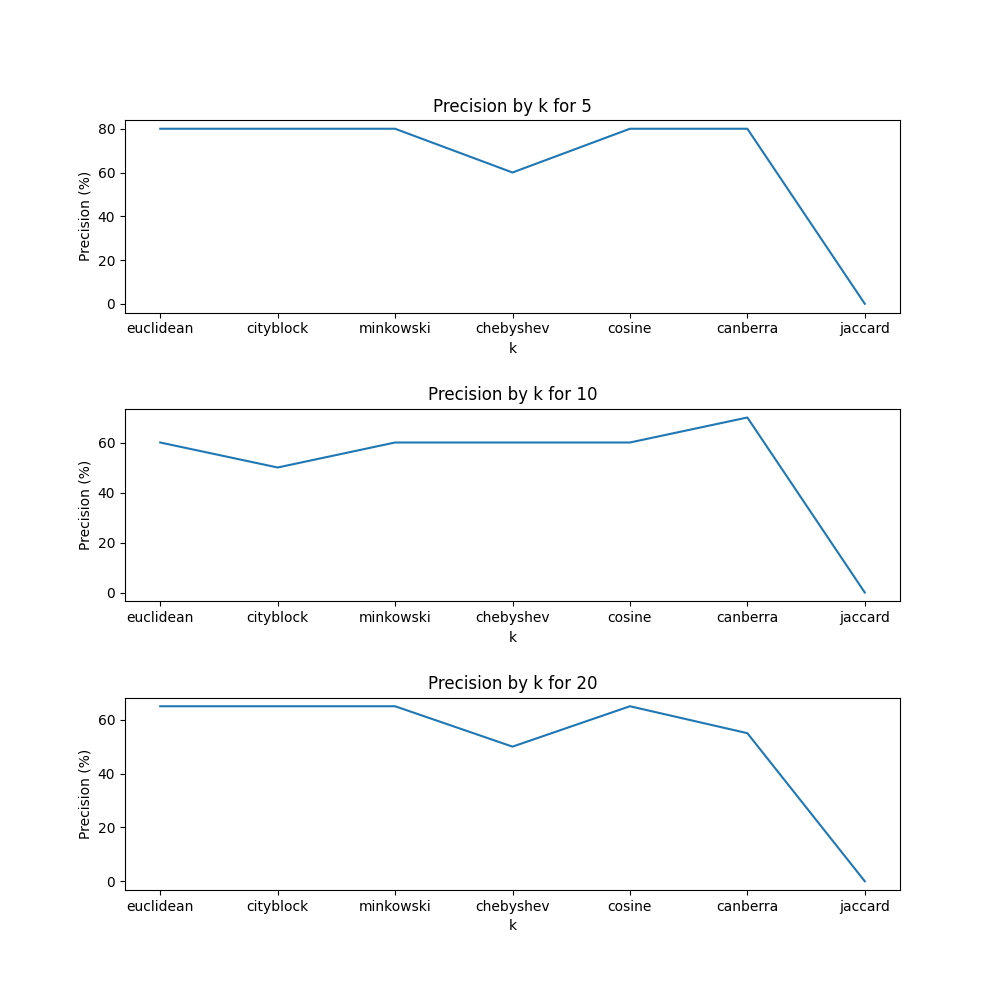 Precision by k for 5
Precision (%)
80
60
40
20
0
euclidean cityblock minkowski chebyshev cosine canberra jaccard
k
Precision by k for 10
Precision (%)
60
40
20
0
euclidean cityblock minkowski chebyshev cosine canberra jaccard
k
Precision by k for 20
Precision (%)
60
40
20
0
euclidean cityblock minkowski chebyshev cosine canberra jaccard
k